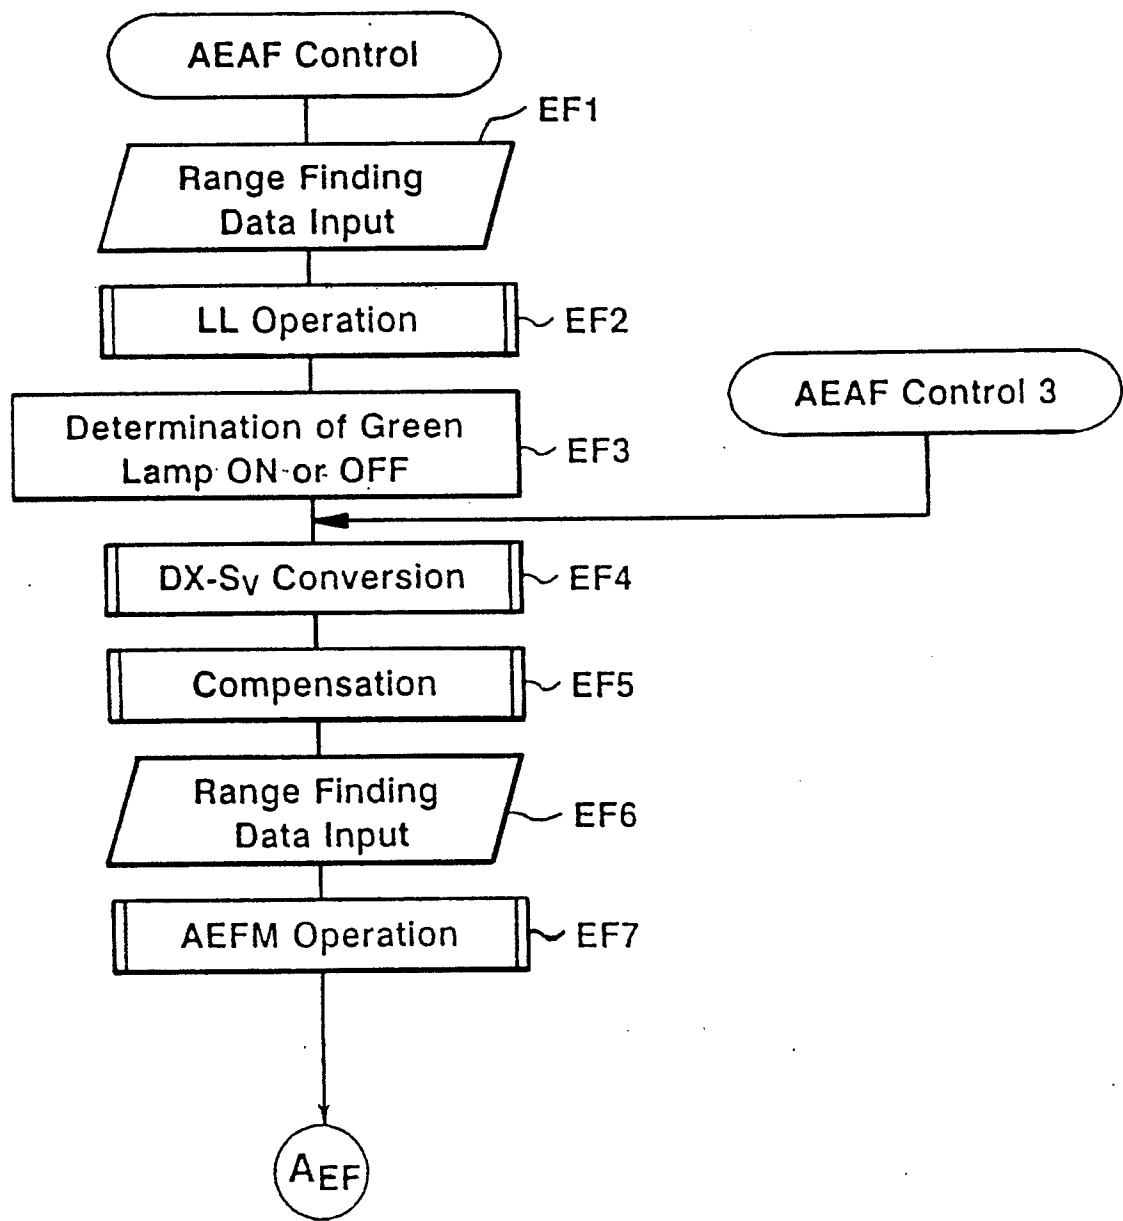 AEAF Control
EF1
Range Finding
Data Input
LL Operation
EF2
AEAF Control 3
Determination of Green
Lamp ON or OFF
EF3
DX-SV Conversion
EF4
Compensation
EF5
Range Finding
Data Input
EF6
AEFM Operation
EF7
AEF